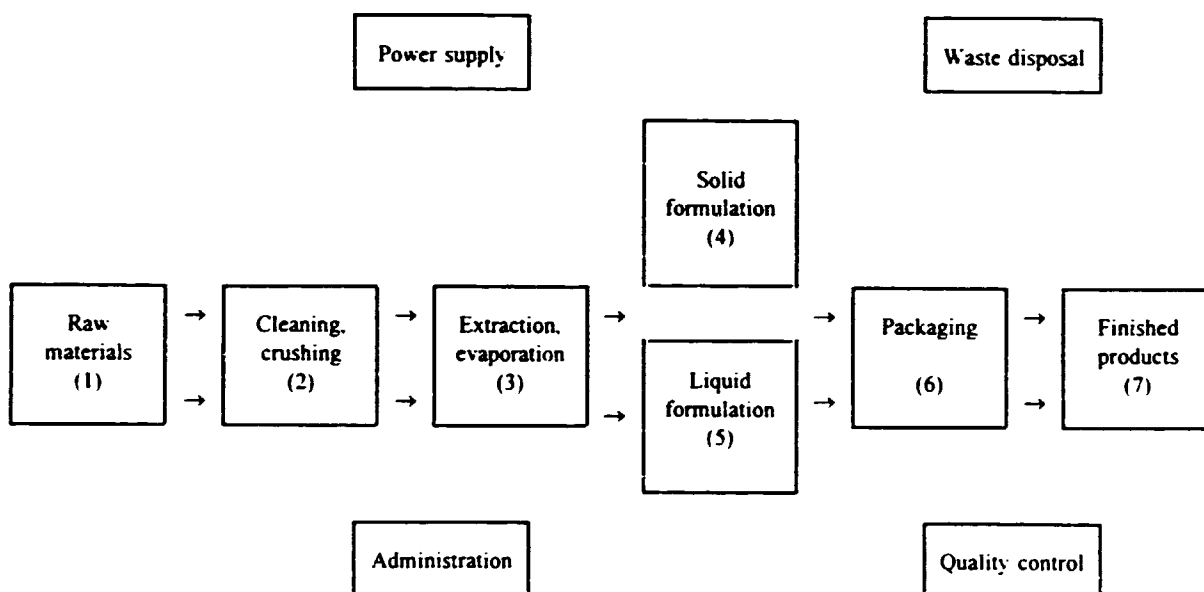 Power supply
Waste disposal
Solid
formulation
(4)
Raw
materials
(1)
Cleaning,
crushing
(2)
Extraction,
evaporation
(3)
Liquid
formulation
(5)
Packaging
(6)
Finished
products
(7)
Administration
Quality control